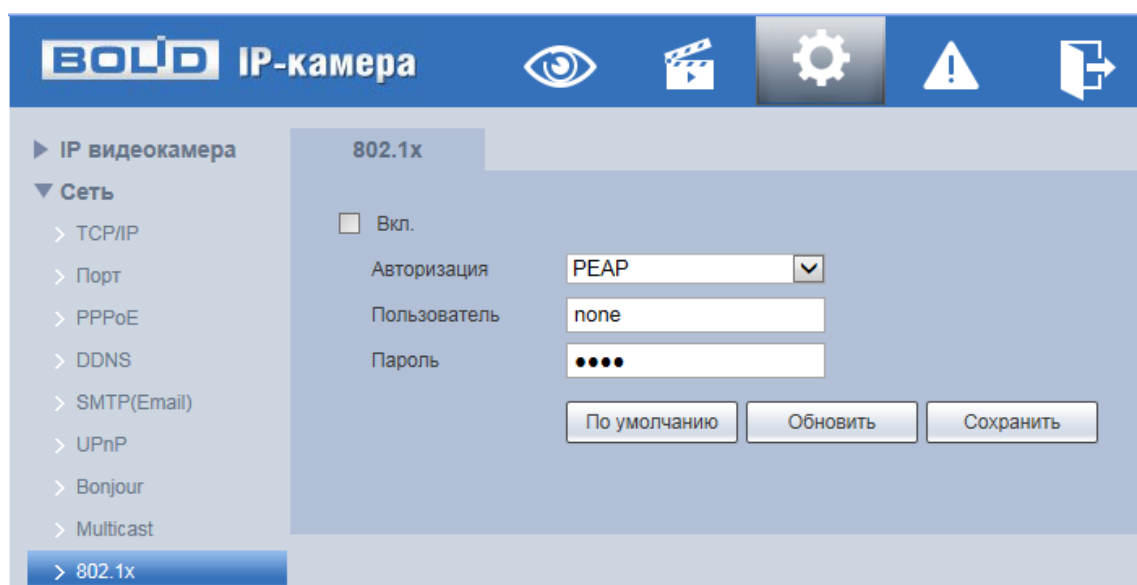 BOLID IP-камера
IP видеокамера
802.1x
Сеть
TCP/IP
Вкл.
Порт
Авторизация PEAP
PPPoE
Пользователь none
DDNS
Пароль ●●●●
SMTP(Email)
По умолчанию Обновить Сохранить
UPnP
Bonjour
Multicast
802.1x